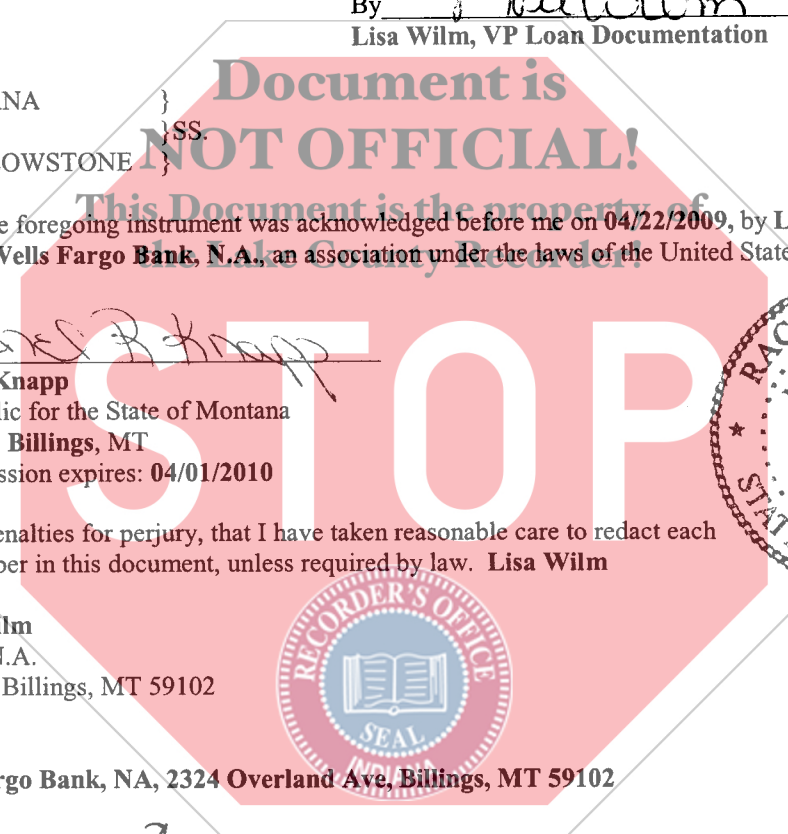 By
Lisa Wilm, VP Loan Documentation
Document is
NA }
}SS.
NOT OFFICIAL!
OWSTONE }
This Document is the property of
e foregoing instrument was acknowledged before me on 04/22/2009, by L
the Lake County Recorder!
Wells Fargo Bank, N.A., an association under the laws of the United State
STOP
Knapp
lic for the State of Montana
Billings, MT
ssion expires: 04/01/2010
RAC
STAT
enalties for perjury, that I have taken reasonable care to redact each
ber in this document, unless required by law. Lisa Wilm
RECORDER'S OFFICE
lm
N.A.
Billings, MT 59102
SEAL
INDIANA
rgo Bank, NA, 2324 Overland Ave, Billings, MT 59102